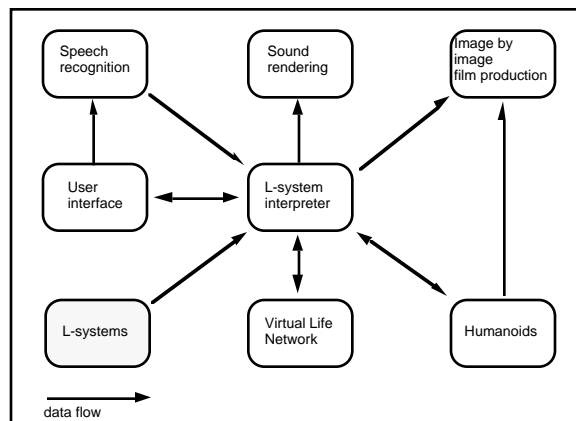 Speech
recognition
Sound
rendering
Image by
image
film production
User
interface
L-system
interpreter
L-systems
Virtual Life
Network
Humanoids
data flow